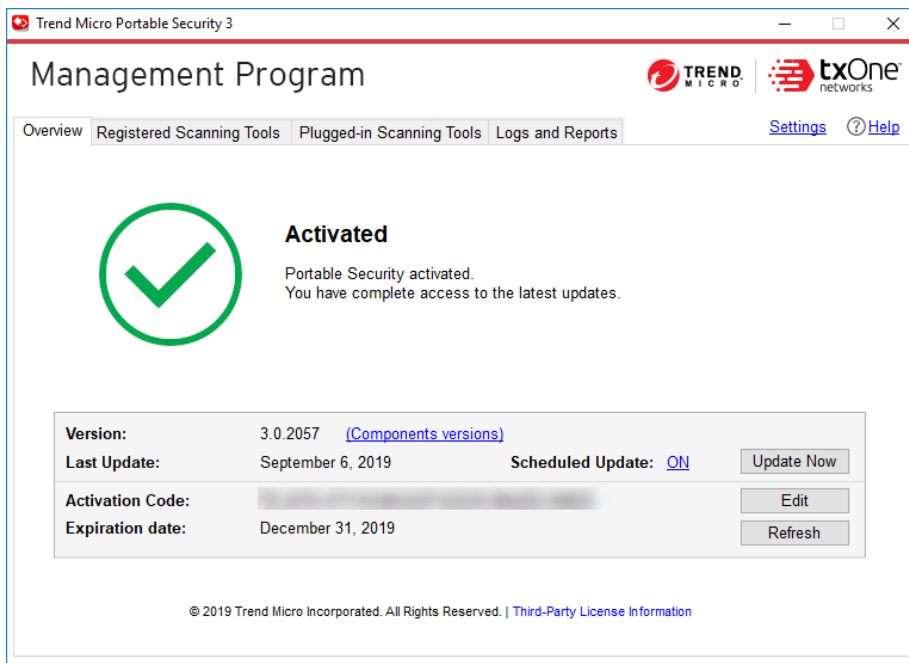 Trend Micro Portable Security 3
Management Program
TREND MICRO
txOne networks
Overview Registered Scanning Tools Plugged-in Scanning Tools Logs and Reports Settings ? Help
Activated
Portable Security activated.
You have complete access to the latest updates.
Version: 3.0.2057 (Components versions)
Last Update: September 6, 2019 Scheduled Update: ON Update Now
Activation Code: Edit
Expiration date: December 31, 2019 Refresh
© 2019 Trend Micro Incorporated. All Rights Reserved. | Third-Party License Information